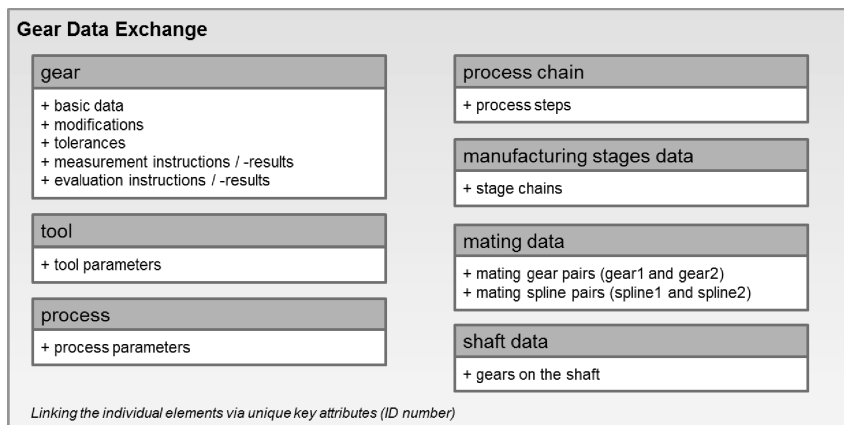 Gear Data Exchange
gear
+ basic data
+ modifications
+ tolerances
+ measurement instructions / -results
+ evaluation instructions / -results
tool
+ tool parameters
process
+ process parameters
process chain
+ process steps
manufacturing stages data
+ stage chains
mating data
+ mating gear pairs (gear1 and gear2)
+ mating spline pairs (spline1 and spline2)
shaft data
+ gears on the shaft
Linking the individual elements via unique key attributes (ID number)